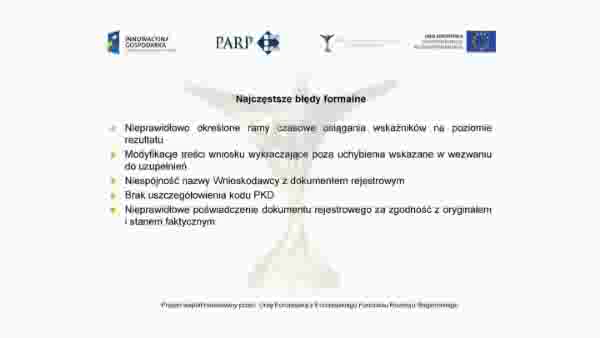 INNOWACYJNA
GOSPODARKA
PARP
UNIA EUROPEJSKA
Najczęstsze błędy formalne
Nieprawidłowo określone ramy czasowe osiągania wskaźników na poziomie
rezultatu
Modyfikacje treści wniosku wykraczające poza uchybienia wskazane w wezwaniu
do uzupełnień
Niespójność nazwy Wnioskodawcy z dokumentem rejestrowym
Brak uszczegółowienia kodu PKD
Nieprawidłowe poświadczenie dokumentu rejestrowego za zgodność z oryginałem
i stanem faktycznym
Projekt współfinansowany przez Unię Europejską z Europejskiego Funduszu Rozwoju Regionalnego